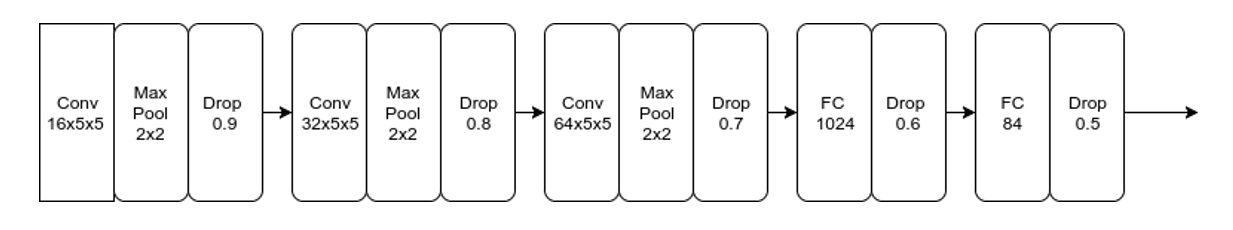 Conv
16x5x5
Max
Pool
2x2
Drop
0.9
Conv
32x5x5
Max
Pool
2x2
Drop
0.8
Conv
64x5x5
Max
Pool
2x2
Drop
0.7
FC
1024
Drop
0.6
FC
84
Drop
0.5